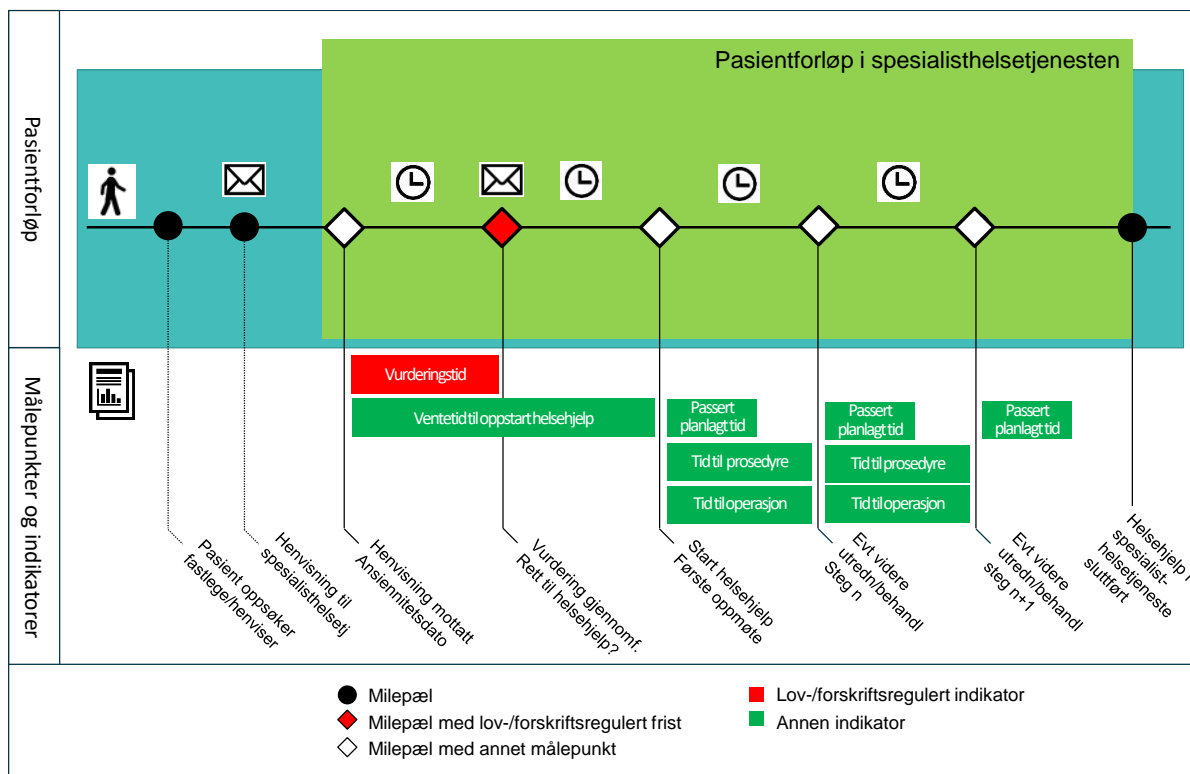 Pasientforløp i spesialisthelsetjenesten
Pasientforløp
Målepunkter og indikatorer
Vurderingstid
Ventetid til oppstart helsehjelp
Passert
planlagt tid
Passert
planlagt tid
Passert
planlagt tid
Tid til prosedyre
Tid til prosedyre
Tid til operasjon
Tid til operasjon
Pasient oppsøker
fastlege/henviser
Henvisning til
spesialisthelsetj
Henvisning mottatt
Ansiennitetsdato
Vurdering gjennomf.
Rett til helsehjelp?
Start helsehjelp
Første oppmøte
Evt videre
utredn/behandl
Steg n
Evt videre
utredn/behandl
steg n+1
Helsehjelp
spesialist-
helsetjeneste
sluttført
Milepæl
Milepæl med lov-/forskriftsregulert frist
Milepæl med annet målepunkt
Lov-/forskriftsregulert indikator
Annen indikator